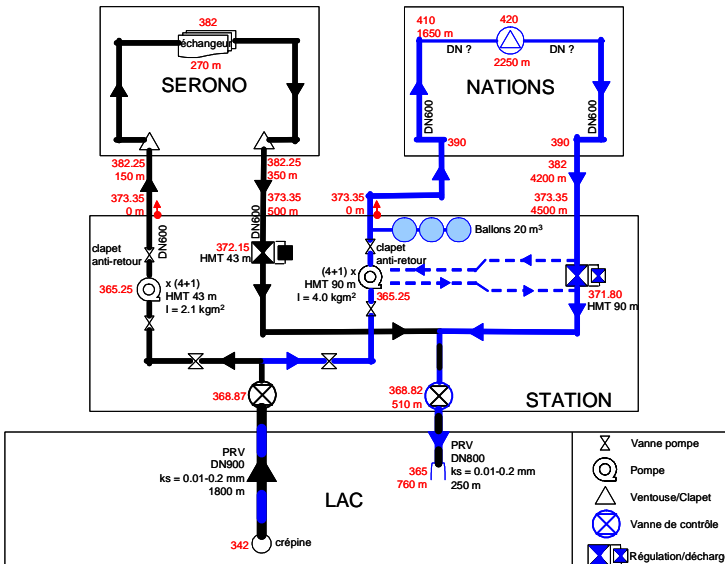 382
échangeur
270 m
SERONO
410
1650 m
420
DN ?
DN ?
2250 m
NATIONS
DN600
DN600
390
390
382.25
150 m
382.25
350 m
382
4200 m
373.35
0 m
373.35
500 m
373.35
0 m
373.35
4500 m
DN600
DN600
Ballons 20 m³
clapet
anti-retour
372.15
HMT 43 m
clapet
anti-retour
365.25
x (4+1)
HMT 43 m
I = 2.1 kgm²
(4+1) x
HMT 90 m
I = 4.0 kgm²
365.25
371.80
HMT 90 m
368.87
368.82
510 m
STATION
PRV
DN900
ks = 0.01-0.2 mm
1800 m
LAC
365
760 m
PRV
DN800
ks = 0.01-0.2 mm
250 m
342
crépine
Vanne pompe
Pompe
Ventouse/Clapet
Vanne de contrôle
Régulation/décharg